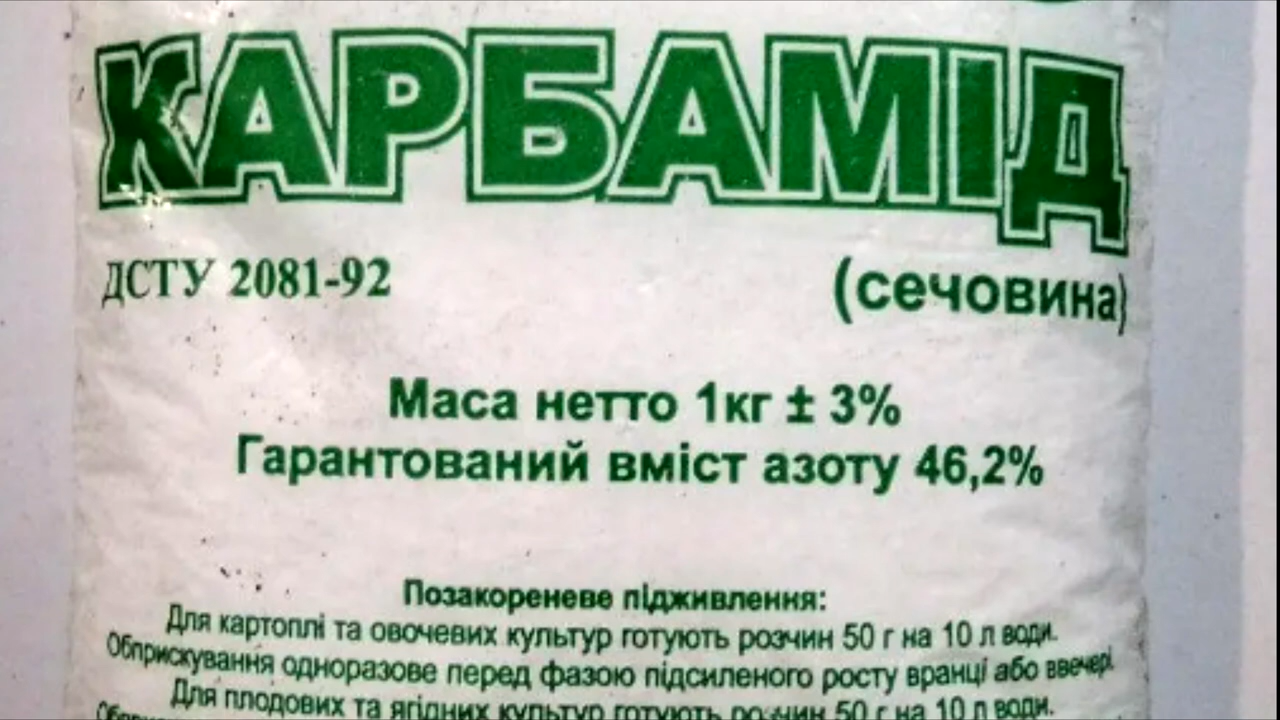 КАРБАМІД
ДСТУ 2081-92
(сечовина)
Маса нетто 1кг ± 3%
Гарантований вміст азоту 46,2%
Позакореневе підживлення:
Для картоплі та овочевих культур готують розчин 50 г на 10 л води.
Обприскування одноразове перед фазою підсиленого росту вранці або ввечері.
Для плодових та ягідних культур готують розчин 50 г на 10 л води.